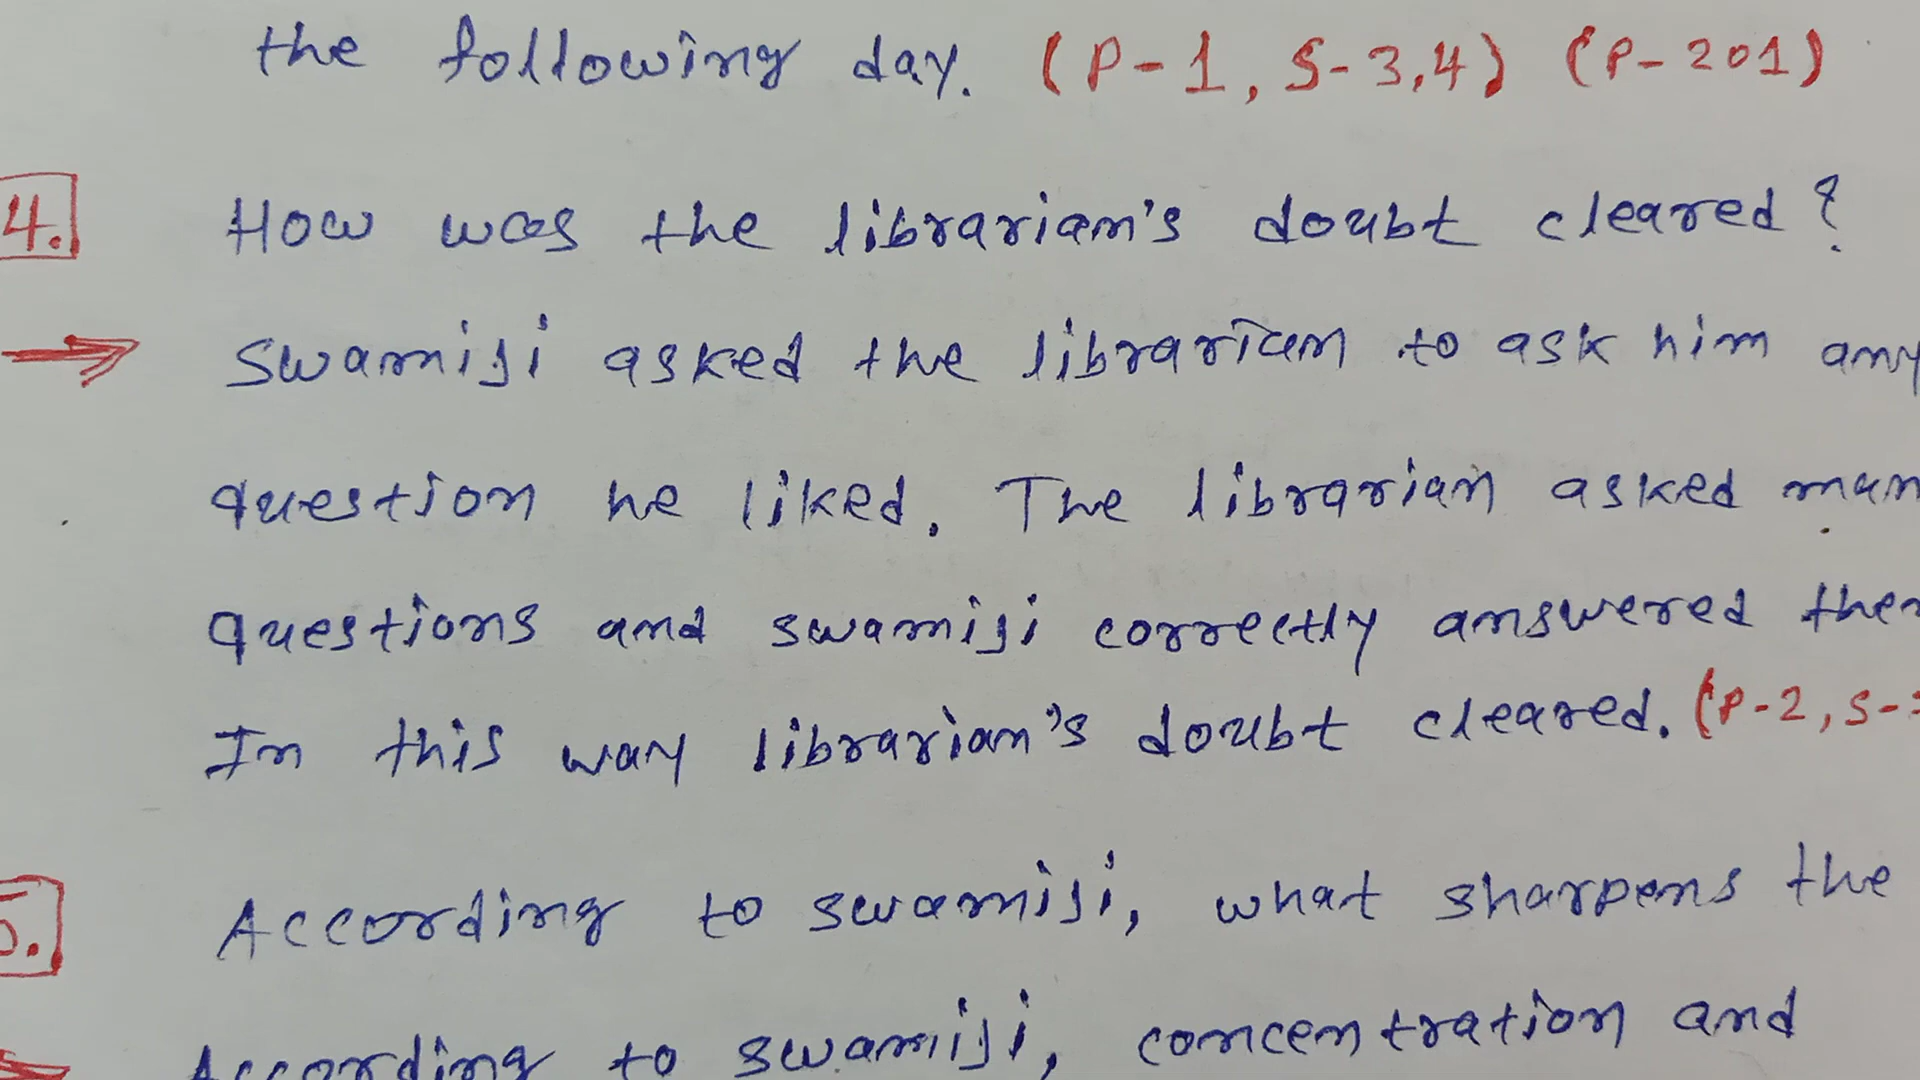 the following day. (P-1, S-3,4) (P-201)
4. How was the librarian's doubt cleared?
→ Swamiji asked the librarian to ask him any
question he liked. The librarian asked man
questions and swamiji correctly answered the
In this way librarian's doubt cleared. (P-2, S-
5. According to swamiji, what sharpens the
According to swamiji, concentration and